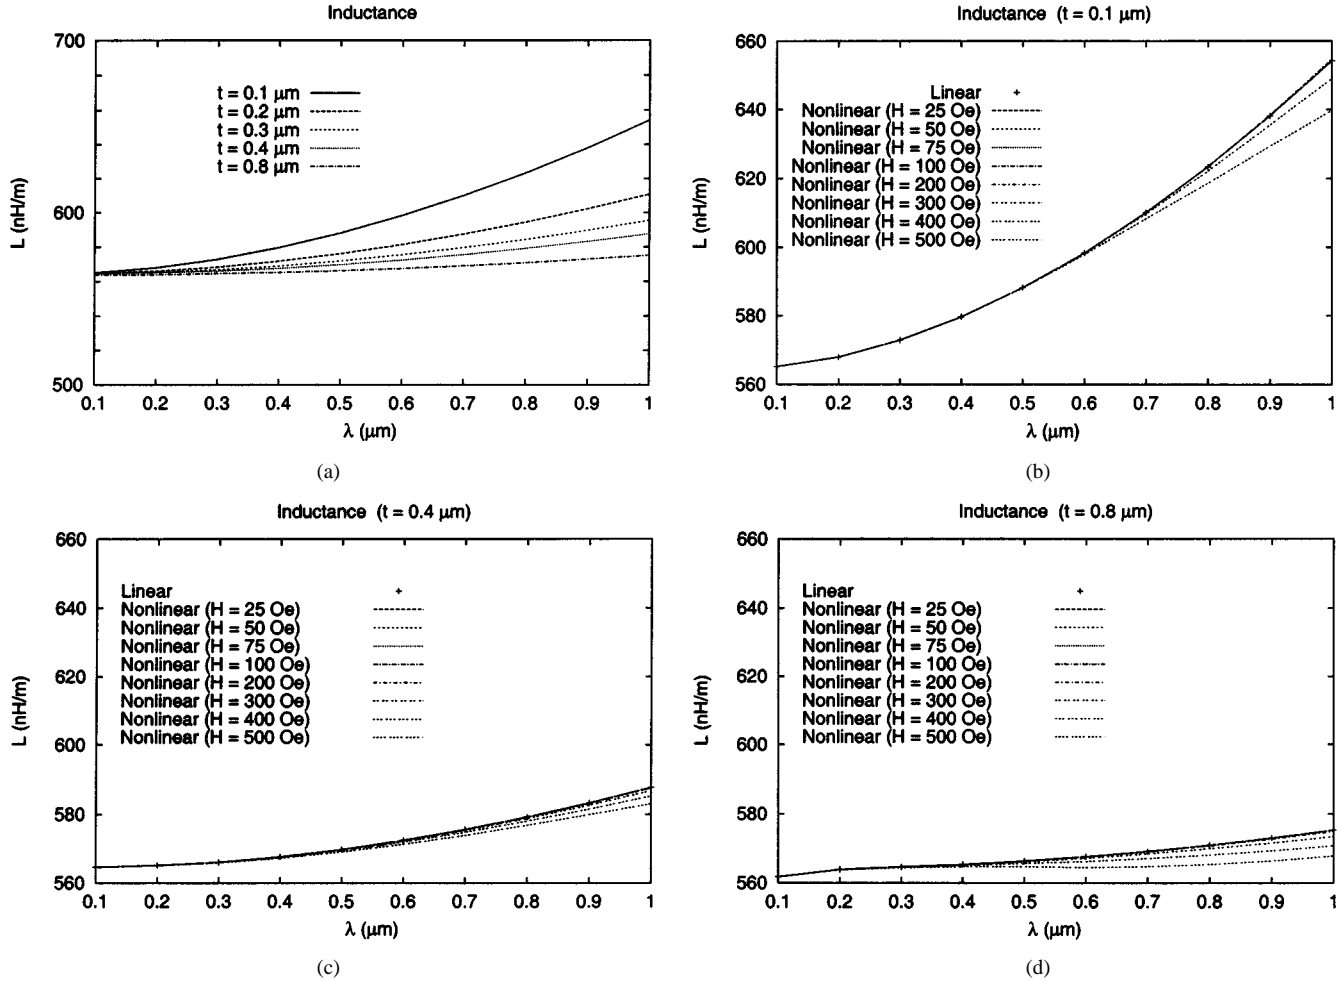 Inductance
700
600
500
L (nH/m)
t = 0.1 μm
t = 0.2 μm
t = 0.3 μm
t = 0.4 μm
t = 0.8 μm
0.1 0.2 0.3 0.4 0.5 0.6 0.7 0.8 0.9 1
λ (μm)
(a)
Inductance (t = 0.1 μm)
660
640
620
600
580
560
L (nH/m)
Linear
Nonlinear (H = 25 Oe)
Nonlinear (H = 50 Oe)
Nonlinear (H = 75 Oe)
Nonlinear (H = 100 Oe)
Nonlinear (H = 200 Oe)
Nonlinear (H = 300 Oe)
Nonlinear (H = 400 Oe)
Nonlinear (H = 500 Oe)
0.1 0.2 0.3 0.4 0.5 0.6 0.7 0.8 0.9 1
λ (μm)
(b)
Inductance (t = 0.4 μm)
660
640
620
600
580
560
L (nH/m)
Linear
Nonlinear (H = 25 Oe)
Nonlinear (H = 50 Oe)
Nonlinear (H = 75 Oe)
Nonlinear (H = 100 Oe)
Nonlinear (H = 200 Oe)
Nonlinear (H = 300 Oe)
Nonlinear (H = 400 Oe)
Nonlinear (H = 500 Oe)
0.1 0.2 0.3 0.4 0.5 0.6 0.7 0.8 0.9 1
λ (μm)
(c)
Inductance (t = 0.8 μm)
660
640
620
600
580
560
L (nH/m)
Linear
Nonlinear (H = 25 Oe)
Nonlinear (H = 50 Oe)
Nonlinear (H = 75 Oe)
Nonlinear (H = 100 Oe)
Nonlinear (H = 200 Oe)
Nonlinear (H = 300 Oe)
Nonlinear (H = 400 Oe)
Nonlinear (H = 500 Oe)
0.1 0.2 0.3 0.4 0.5 0.6 0.7 0.8 0.9 1
λ (μm)
(d)